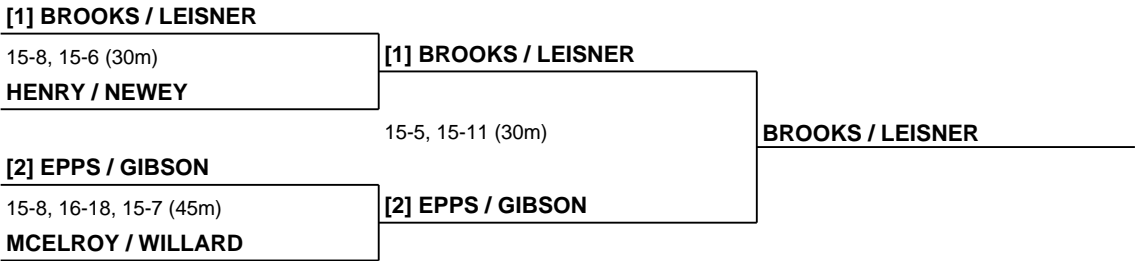 [1] BROOKS / LEISNER
15-8, 15-6 (30m)
[1] BROOKS / LEISNER
HENRY / NEWEY
15-5, 15-11 (30m)
BROOKS / LEISNER
[2] EPPS / GIBSON
15-8, 16-18, 15-7 (45m)
[2] EPPS / GIBSON
MCELROY / WILLARD